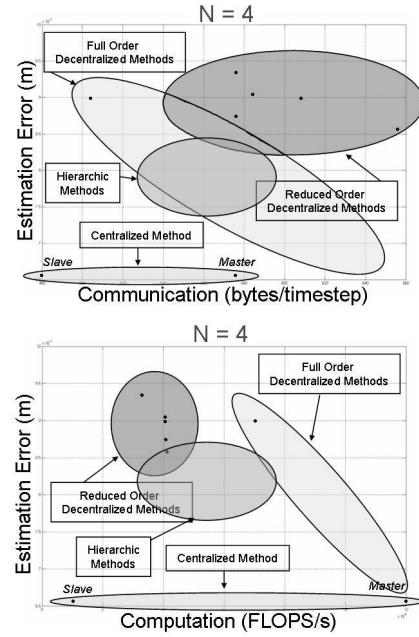 N = 4
Full Order
Decentralized Methods
Estimation Error (m)
Hierarchic
Methods
Reduced Order
Decentralized Methods
Centralized Method
Slave
Master
Communication (bytes/timestep)
N = 4
Full Order
Decentralized Methods
Estimation Error (m)
Reduced Order
Decentralized Methods
Hierarchic
Methods
Centralized Method
Slave
Master
Computation (FLOPS/s)